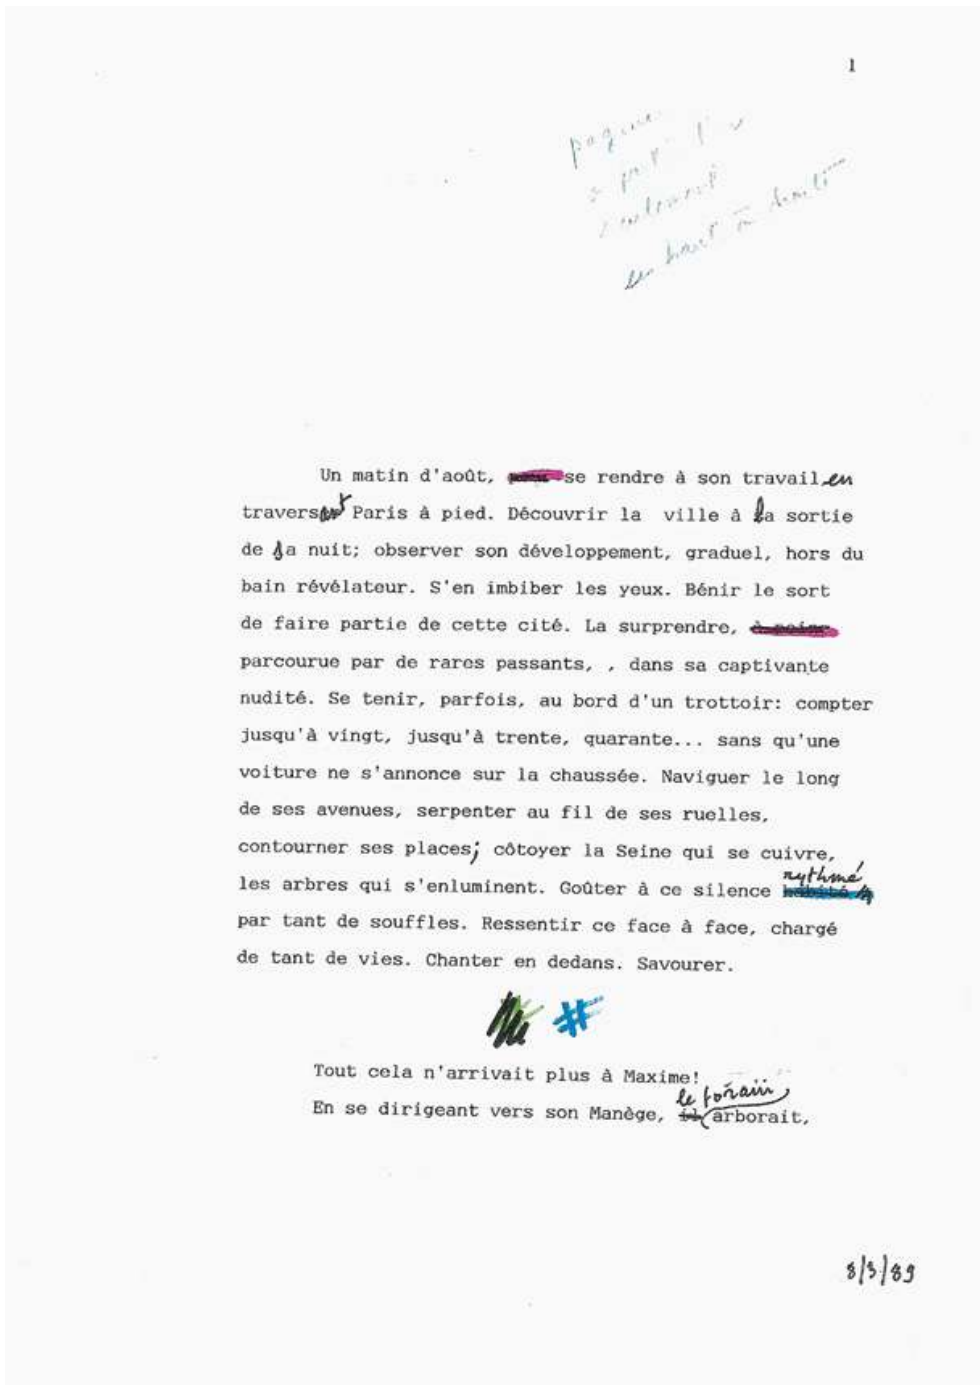 1
en haut à droite
Un matin d'août, se rendre à son travail en
traversant Paris à pied. Découvrir la ville à la sortie
de la nuit; observer son développement, graduel, hors du
bain révélateur. S'en imbiber les yeux. Bénir le sort
de faire partie de cette cité. La surprendre, à peine
parcourue par de rares passants, , dans sa captivante
nudité. Se tenir, parfois, au bord d'un trottoir: compter
jusqu'à vingt, jusqu'à trente, quarante... sans qu'une
voiture ne s'annonce sur la chaussée. Naviguer le long
de ses avenues, serpenter au fil de ses ruelles,
contourner ses places; côtoyer la Seine qui se cuivre,
rythmé
les arbres qui s'enluminent. Goûter à ce silence habité
par tant de souffles. Ressentir ce face à face, chargé
de tant de vies. Chanter en dedans. Savourer.
#
Tout cela n'arrivait plus à Maxime!
le forain
En se dirigeant vers son Manège, il arborait,
8/3/89